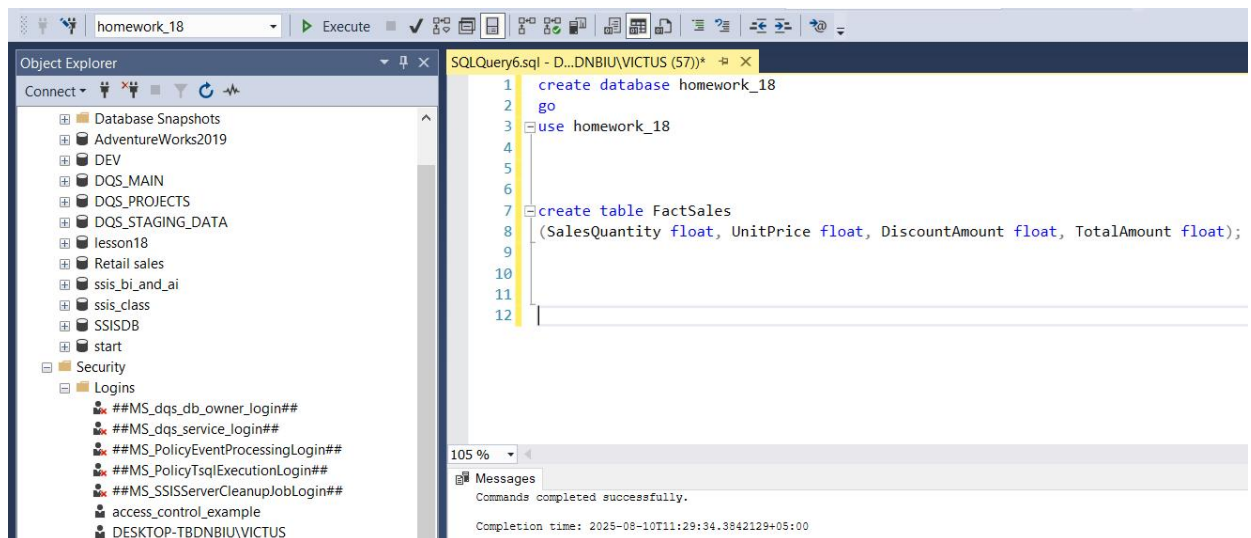 homework_18
Execute
Object Explorer
Connect
Database Snapshots
AdventureWorks2019
DEV
DQS_MAIN
DQS_PROJECTS
DQS_STAGING_DATA
lesson18
Retail sales
ssis_bi_and_ai
ssis_class
SSISDB
start
Security
Logins
##MS_dqs_db_owner_login##
##MS_dqs_service_login##
##MS_PolicyEventProcessingLogin##
##MS_PolicyTsqlExecutionLogin##
##MS_SSISServerCleanupJobLogin##
access_control_example
DESKTOP-TBDNBIU\VICTUS
SQLQuery6.sql - D...DNBIU\VICTUS (57))*
1 create database homework_18
2 go
3 use homework_18
4
5
6
7 create table FactSales
8 (SalesQuantity float, UnitPrice float, DiscountAmount float, TotalAmount float);
9
10
11
12
105 %
Messages
Commands completed successfully.
Completion time: 2025-08-10T11:29:34.3842129+05:00